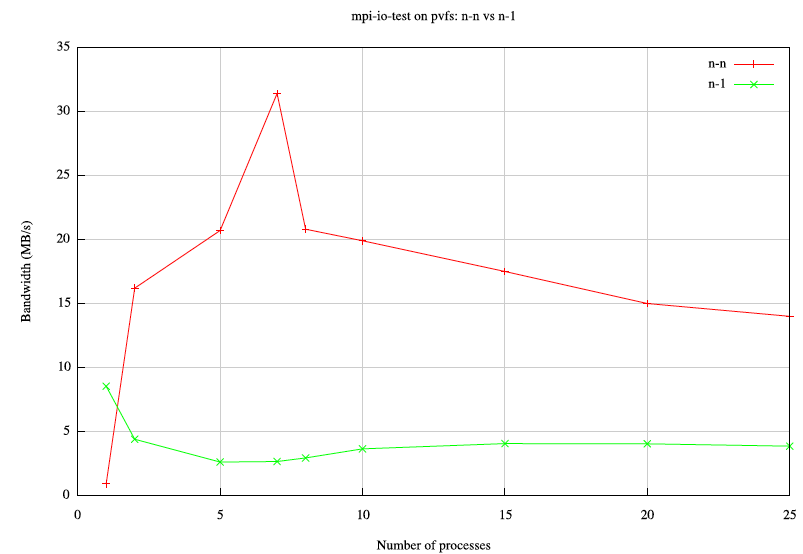 mpi-io-test on pvfs: n-n vs n-1
n-n
n-1
35
30
25
20
15
10
5
0
Bandwidth (MB/s)
0 5 10 15 20 25
Number of processes